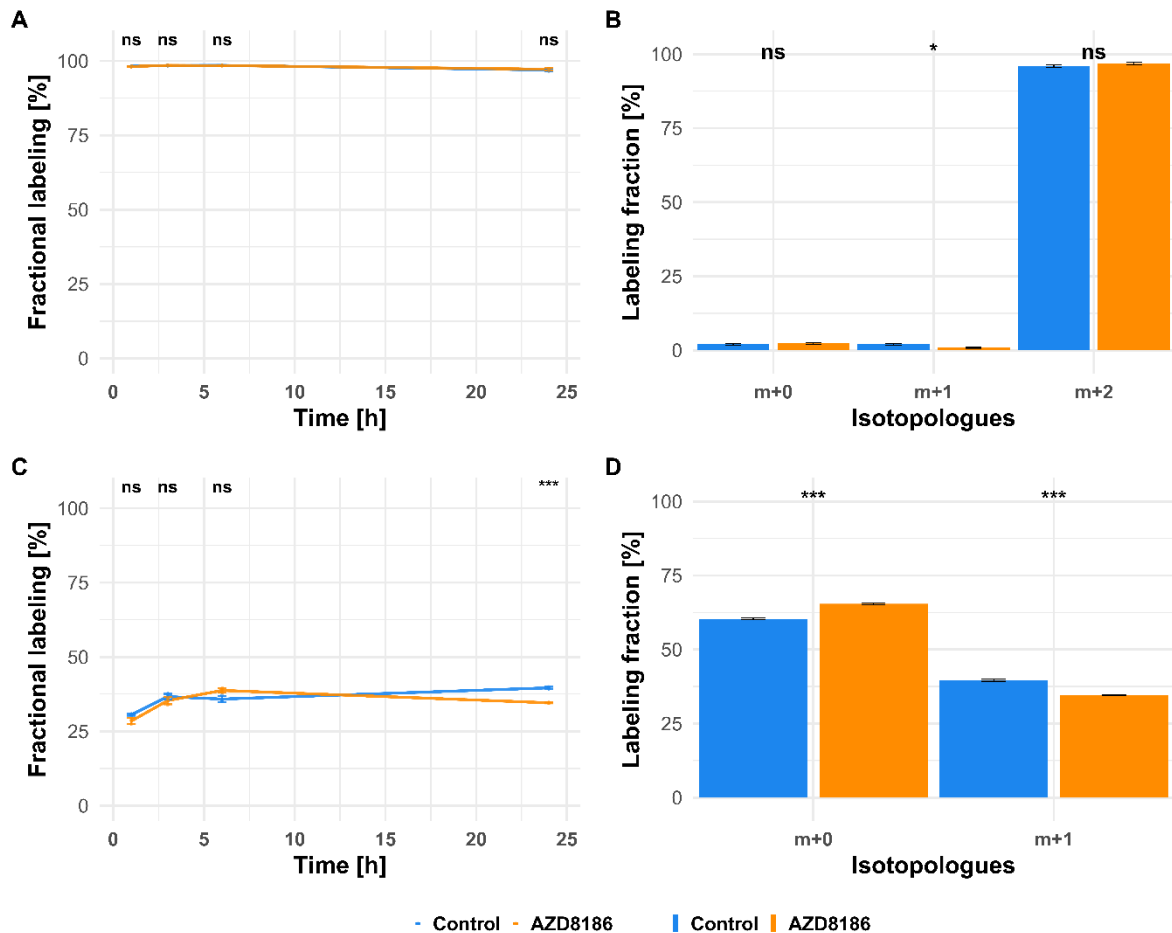 A
ns ns ns ns
100
75
50
25
0
Fractional labeling [%]
0 5 10 15 20 25
Time [h]
B
ns * ns
100
75
50
25
0
Labeling fraction [%]
m+0 m+1 m+2
Isotopologues
C
ns ns ns ***
100
75
50
25
0
Fractional labeling [%]
0 5 10 15 20 25
Time [h]
D
*** ***
100
75
50
25
0
Labeling fraction [%]
m+0 m+1
Isotopologues
Control AZD8186 Control AZD8186